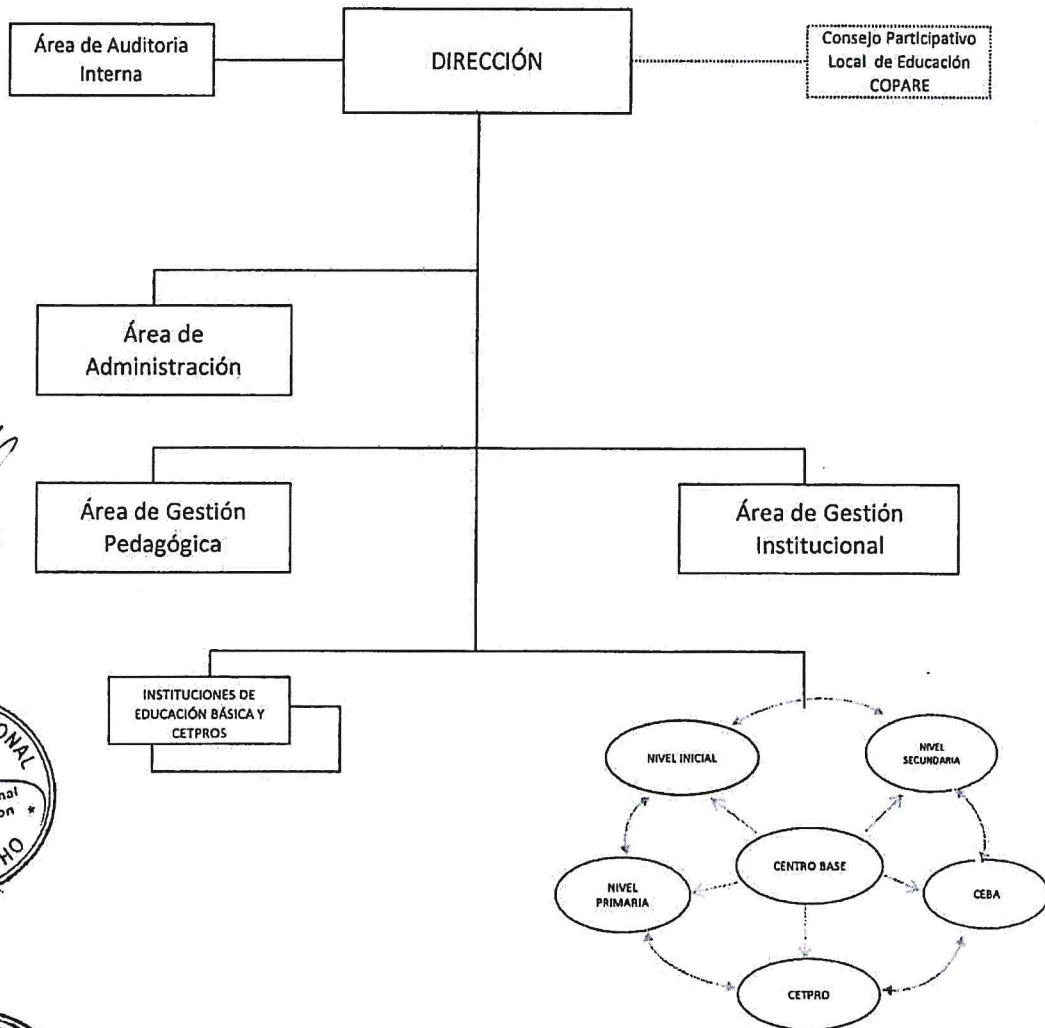 Área de Auditoria
Interna
DIRECCIÓN
Consejo Participativo
Local de Educación
COPARE
Área de
Administración
Área de Gestión
Pedagógica
Área de Gestión
Institucional
INSTITUCIONES DE
EDUCACIÓN BÁSICA Y
CETPROS
NIVEL INICIAL
NIVEL
SECUNDARIA
CENTRO BASE
NIVEL
PRIMARIA
CEBA
CETPRO